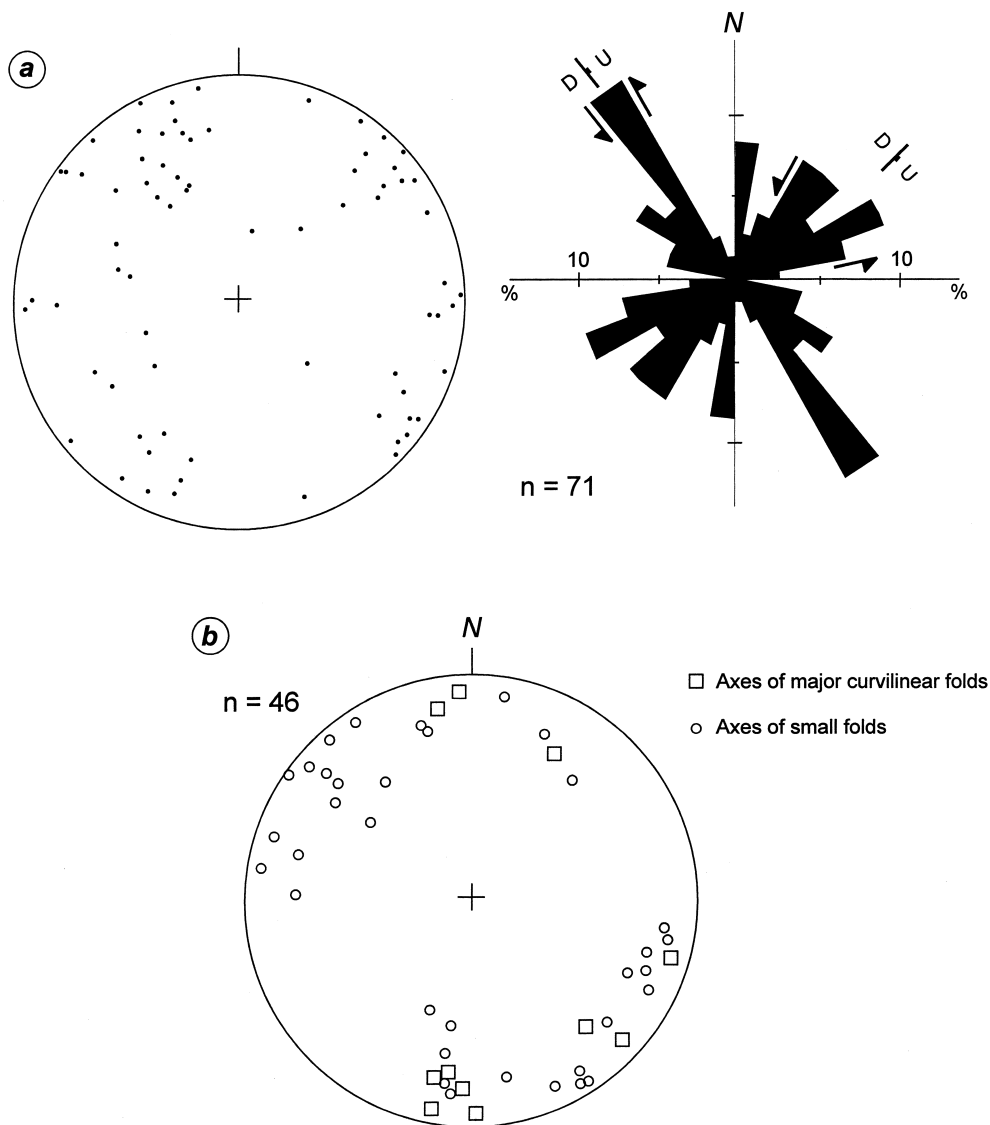 a
N
D U
D U
10
10
%
%
n = 71
b
N
n = 46
Axes of major curvilinear folds
Axes of small folds